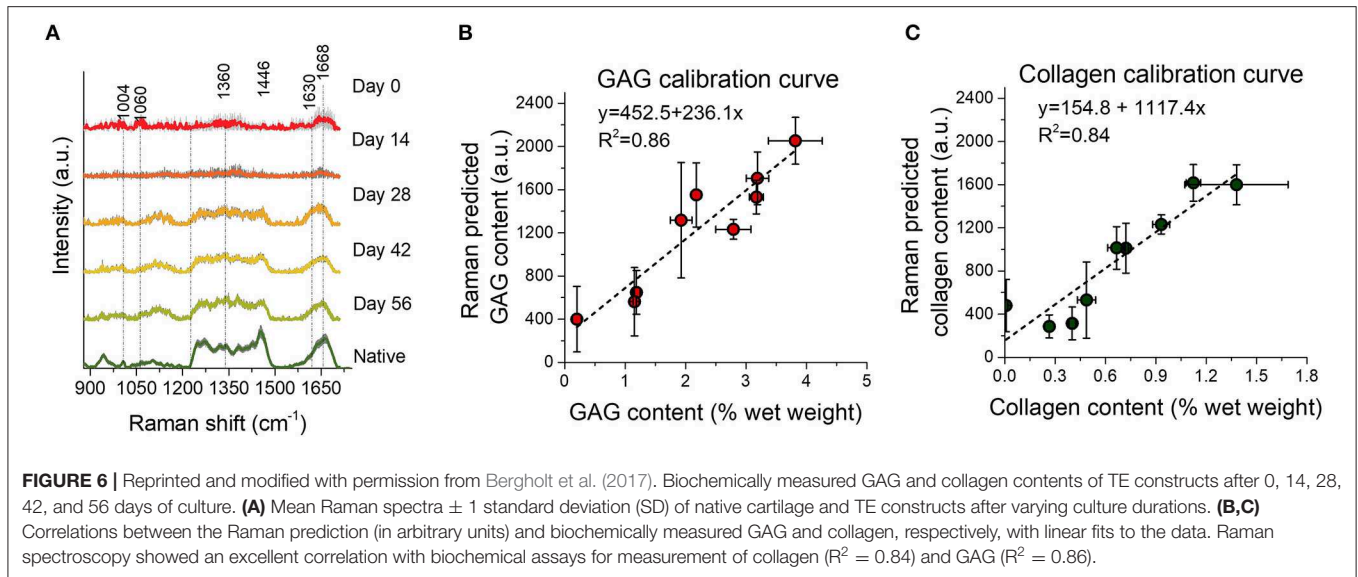 A
1004
1060
1360
1446
1630
1668
Day 0
Day 14
Day 28
Day 42
Day 56
Native
Intensity (a.u.)
900 1050 1200 1350 1500 1650
Raman shift (cm⁻¹)
B
GAG calibration curve
y=452.5+236.1x
R²=0.86
2400
2000
1600
1200
800
400
0
Raman predicted
GAG content (a.u.)
0 1 2 3 4 5
GAG content (% wet weight)
C
Collagen calibration curve
y=154.8 + 1117.4x
R²=0.84
2400
2000
1600
1200
800
400
0
Raman predicted
collagen content (a.u.)
0.0 0.3 0.6 0.9 1.2 1.5 1.8
Collagen content (% wet weight)
FIGURE 6 | Reprinted and modified with permission from Bergholt et al. (2017). Biochemically measured GAG and collagen contents of TE constructs after 0, 14, 28,
42, and 56 days of culture. (A) Mean Raman spectra ± 1 standard deviation (SD) of native cartilage and TE constructs after varying culture durations. (B,C)
Correlations between the Raman prediction (in arbitrary units) and biochemically measured GAG and collagen, respectively, with linear fits to the data. Raman
spectroscopy showed an excellent correlation with biochemical assays for measurement of collagen (R² = 0.84) and GAG (R² = 0.86).